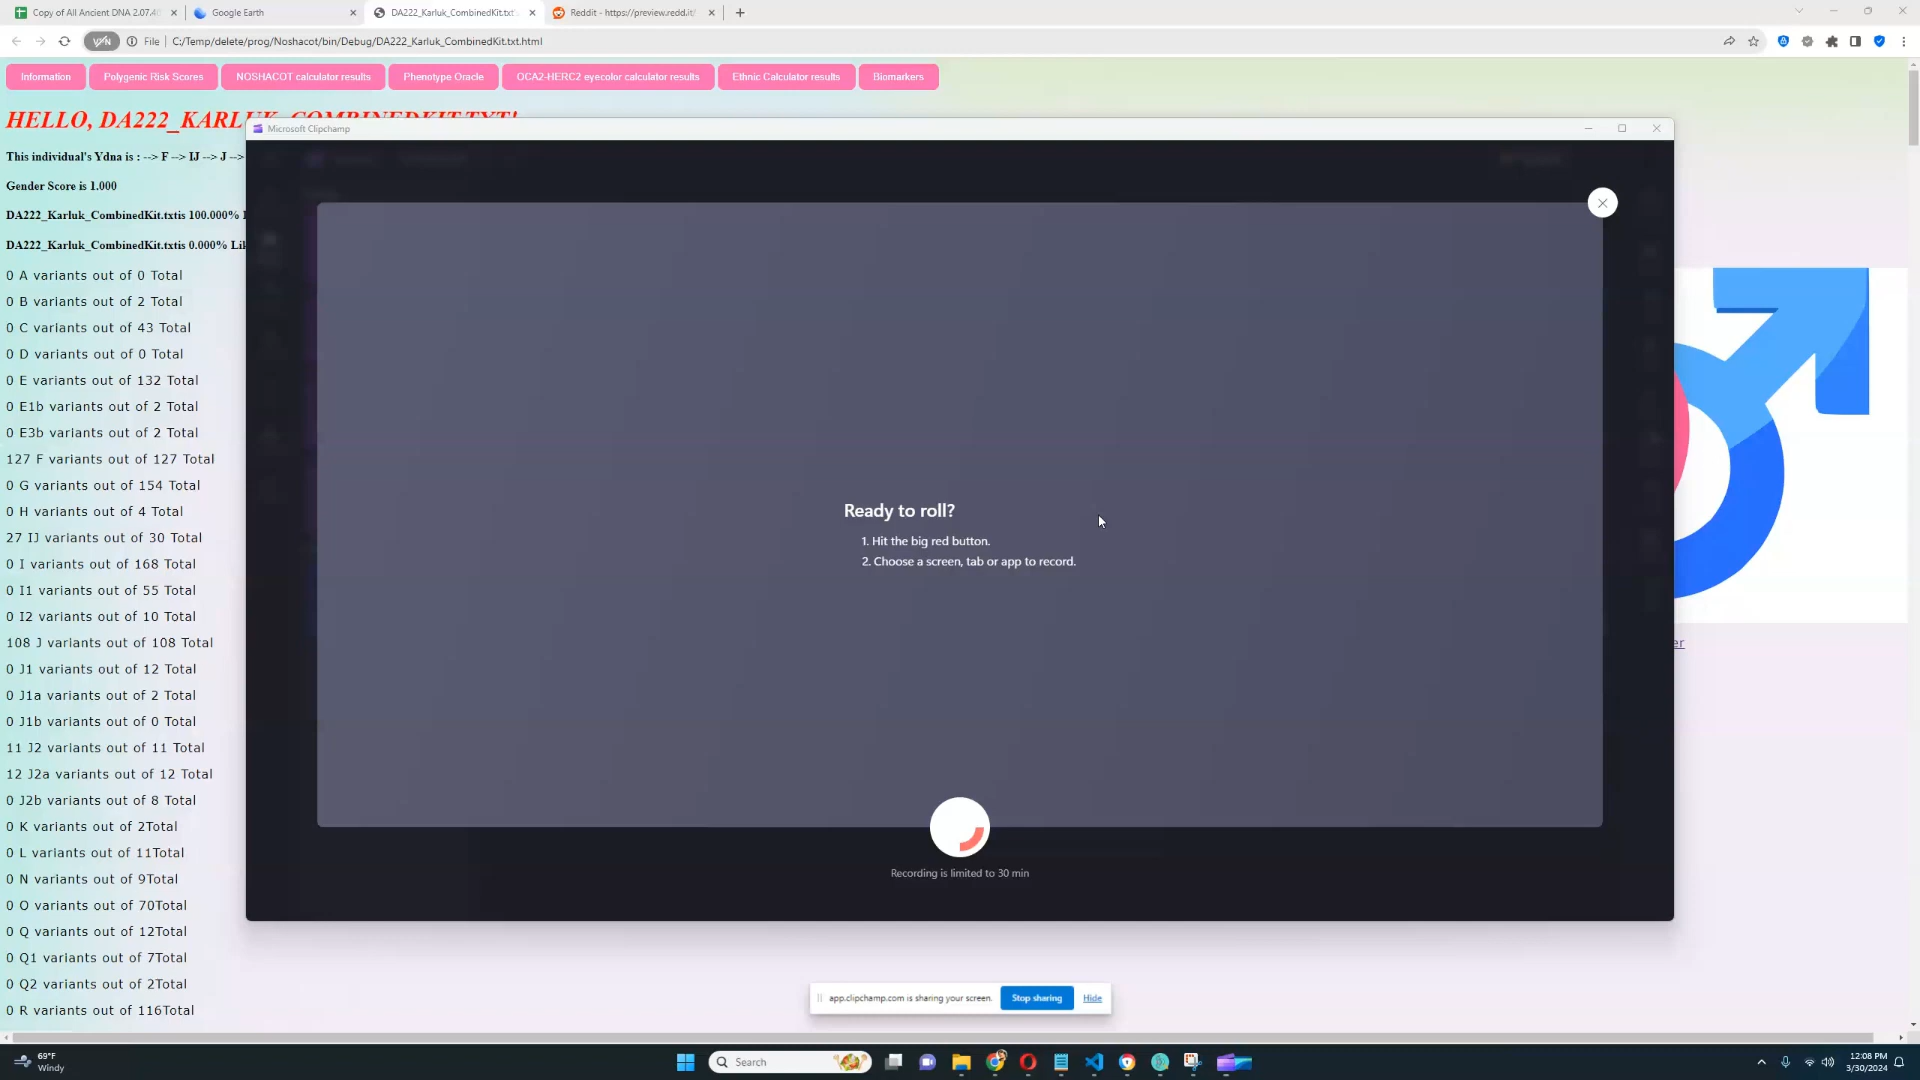 Copy of All Ancient DNA 2.07.48
Google Earth
DA222_Karluk_CombinedKit.txt's
Reddit - https://preview.redd.it/
File
C:/Temp/delete/prog/Noshacot/bin/Debug/DA222_Karluk_CombinedKit.txt.html
Information
Polygenic Risk Scores
NOSHACOT calculator results
Phenotype Oracle
OCA2-HERC2 eyecolor calculator results
Ethnic Calculator results
Biomarkers
HELLO, DA222_KARLUK_COMBINEDKIT.TXT!
Microsoft Clipchamp
This individual's Ydna is : --> F --> IJ --> J -->
Gender Score is 1.000
DA222_Karluk_CombinedKit.txtis 100.000%
DA222_Karluk_CombinedKit.txtis 0.000% Lik
0 A variants out of 0 Total
0 B variants out of 2 Total
0 C variants out of 43 Total
0 D variants out of 0 Total
0 E variants out of 132 Total
0 E1b variants out of 2 Total
0 E3b variants out of 2 Total
127 F variants out of 127 Total
0 G variants out of 154 Total
0 H variants out of 4 Total
27 IJ variants out of 30 Total
0 I variants out of 168 Total
0 I1 variants out of 55 Total
0 I2 variants out of 10 Total
108 J variants out of 108 Total
0 J1 variants out of 12 Total
0 J1a variants out of 2 Total
0 J1b variants out of 0 Total
11 J2 variants out of 11 Total
12 J2a variants out of 12 Total
0 J2b variants out of 8 Total
0 K variants out of 2Total
0 L variants out of 11Total
0 N variants out of 9Total
0 O variants out of 70Total
0 Q variants out of 12Total
0 Q1 variants out of 7Total
0 Q2 variants out of 2Total
0 R variants out of 116Total
Ready to roll?
1. Hit the big red button.
2. Choose a screen, tab or app to record.
Recording is limited to 30 min
er
app.clipchamp.com is sharing your screen.
Stop sharing
Hide
69°F
Windy
Search
12:08 PM
3/30/2024